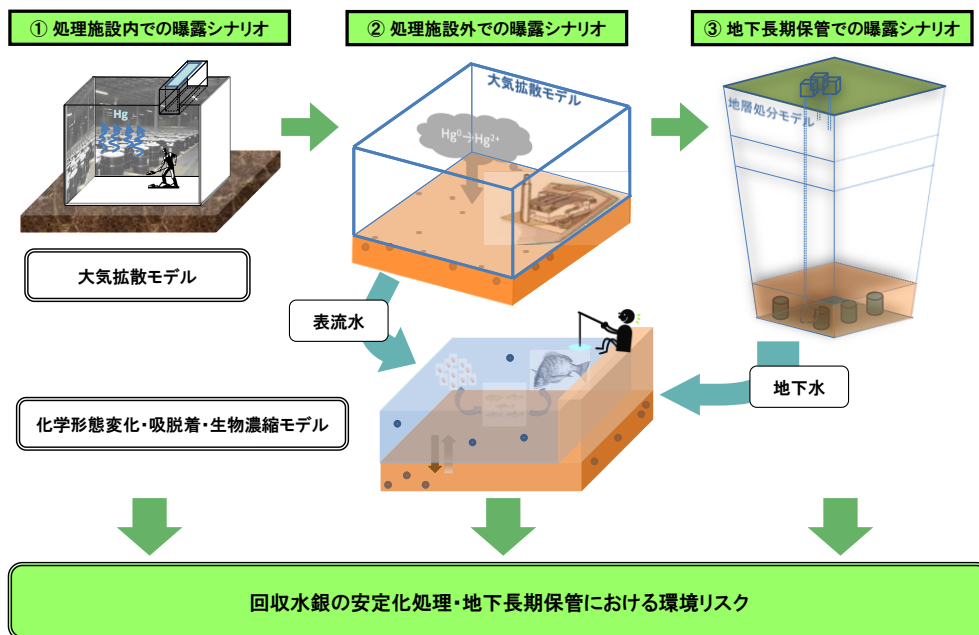 ① 処理施設内での曝露シナリオ
② 処理施設外での曝露シナリオ
③ 地下長期保管での曝露シナリオ
Hg
大気拡散モデル
Hg⁰→Hg²⁺
地層処分モデル
大気拡散モデル
表流水
地下水
化学形態変化・吸脱着・生物濃縮モデル
回収水銀の安定化処理・地下長期保管における環境リスク